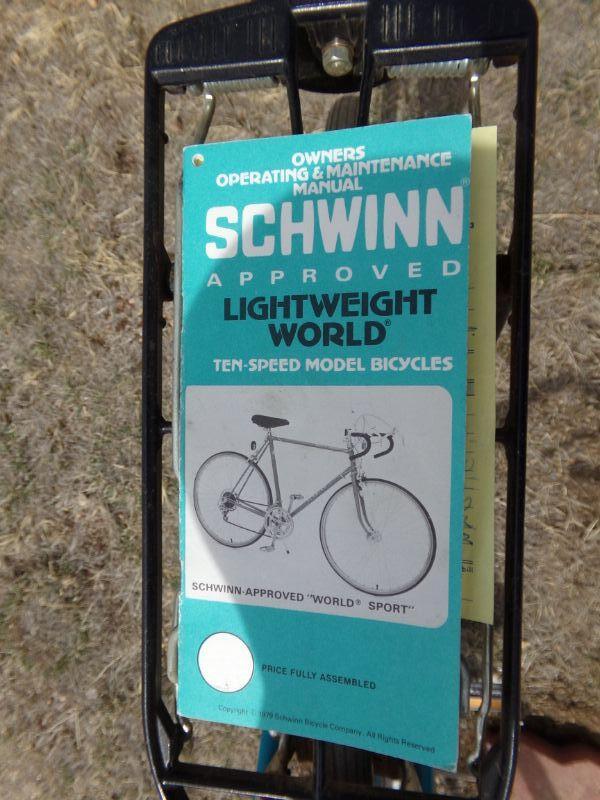 OWNERS
OPERATING & MAINTENANCE
MANUAL
SCHWINN®
APPROVED
LIGHTWEIGHT
WORLD®
TEN-SPEED MODEL BICYCLES
SCHWINN-APPROVED "WORLD® SPORT"
PRICE FULLY ASSEMBLED
Copyright © 1979 Schwinn Bicycle Company. All Rights Reserved
bill